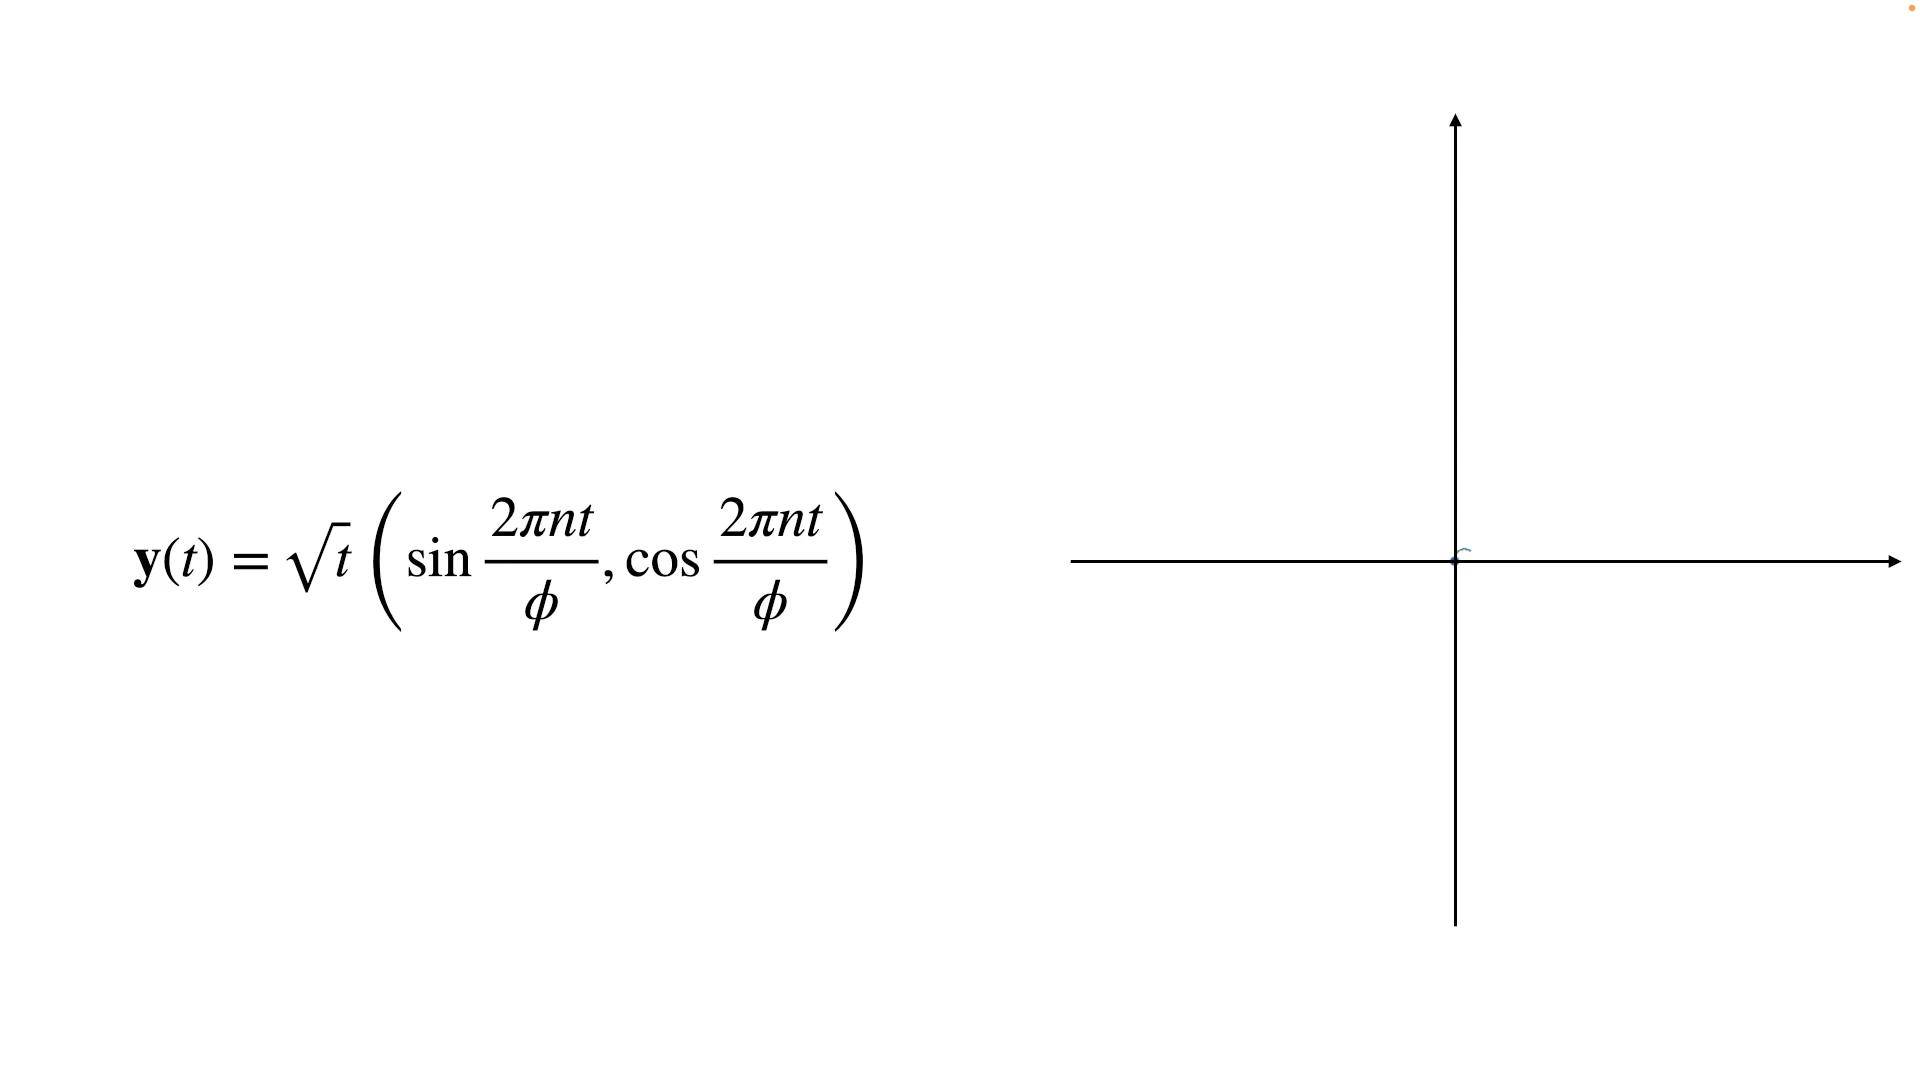 y(t) = √t (sin 2πnt/ϕ, cos 2πnt/ϕ)